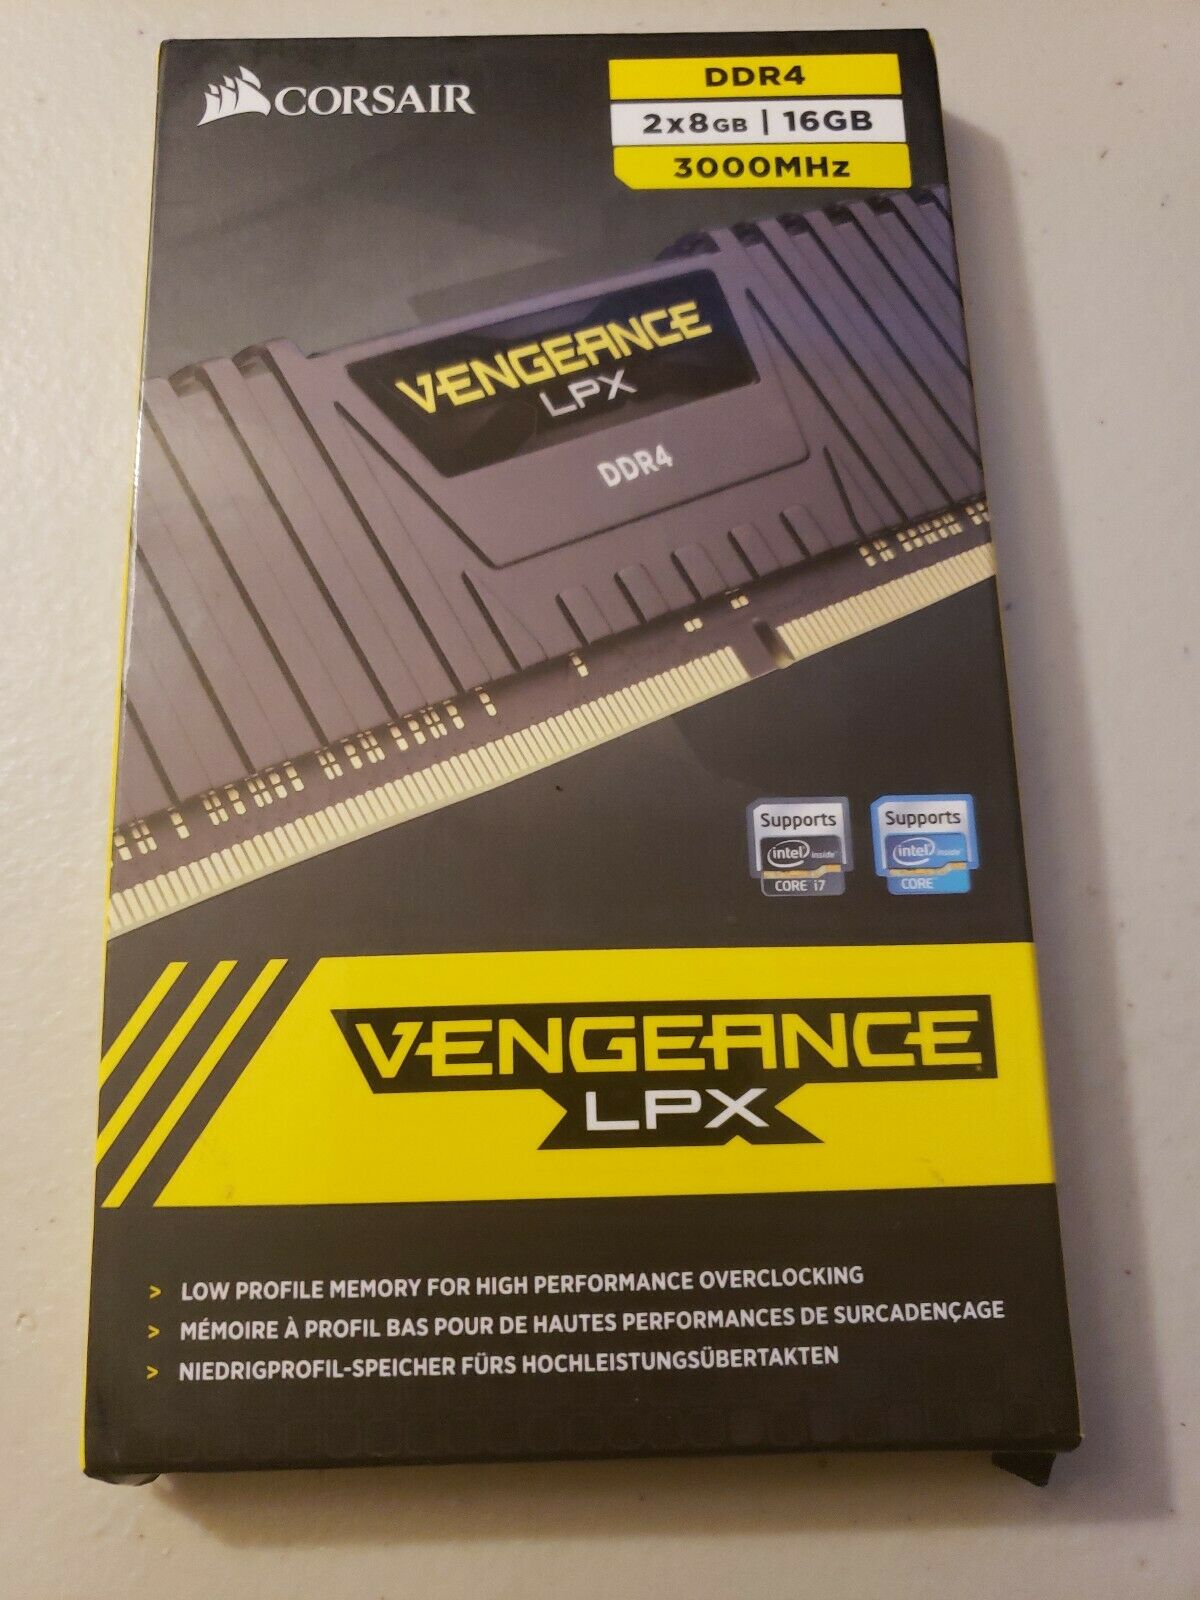 CORSAIR
DDR4
2x8GB | 16GB
3000MHz
VENGEANCE
LPX
DDR4
Supports
intel inside
CORE i7
Supports
intel inside
CORE
VENGEANCE
LPX
> LOW PROFILE MEMORY FOR HIGH PERFORMANCE OVERCLOCKING
> MÉMOIRE À PROFIL BAS POUR DE HAUTES PERFORMANCES DE SURCADENÇAGE
> NIEDRIGPROFIL-SPEICHER FÜRS HOCHLEISTUNGSÜBERTAKTEN